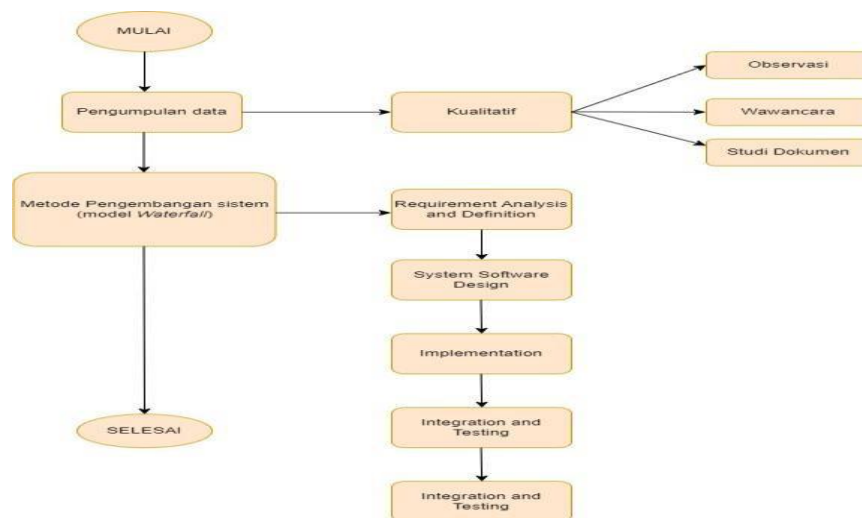 MULAI
Pengumpulan data
Kualitatif
Observasi
Wawancara
Studi Dokumen
Metode Pengembangan sistem
(model Waterfall)
Requirement Analysis
and Definition
System Software
Design
Implementation
Integration and
Testing
Integration and
Testing
SELESAI